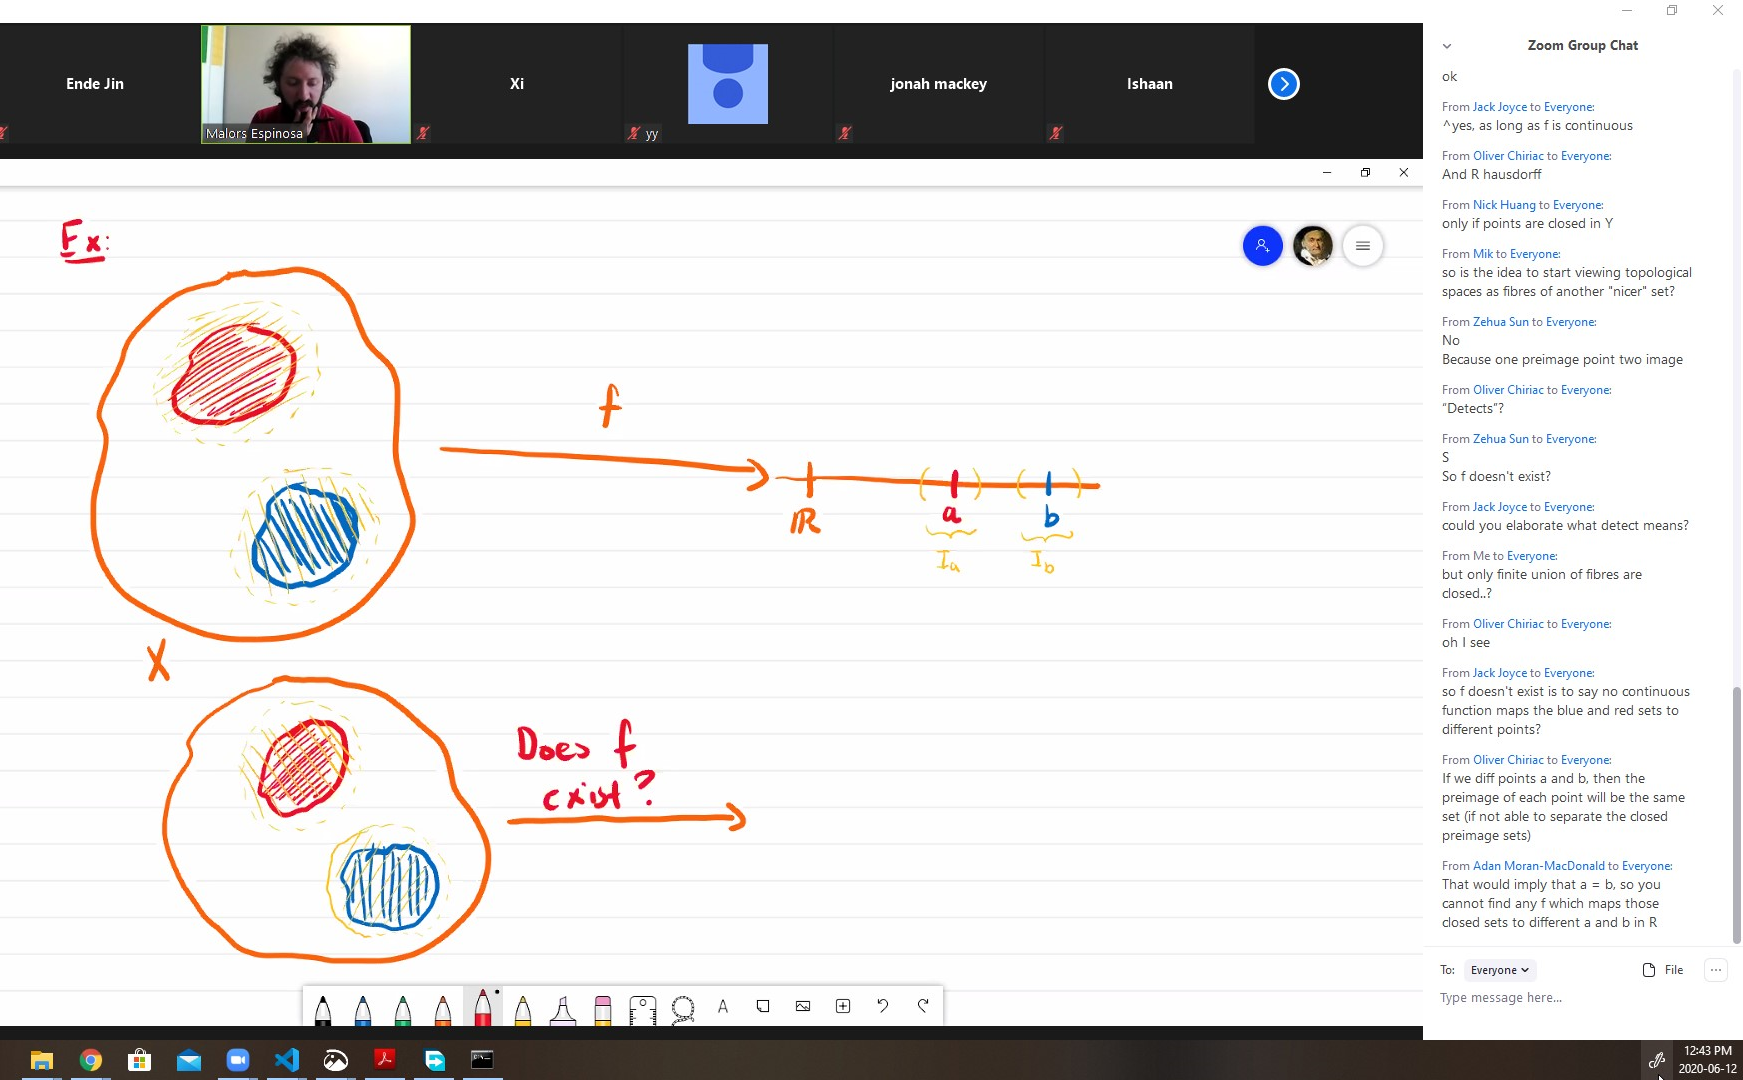 Zoom Group Chat
Ende Jin
Malors Espinosa
Xi
yy
jonah mackey
Ishaan
Ex:
f
R
a
b
Ia
Ib
X
Does f
exist?
A
ok
From Jack Joyce to Everyone:
^yes, as long as f is continuous
From Oliver Chiriac to Everyone:
And R hausdorff
From Nick Huang to Everyone:
only if points are closed in Y
From Mik to Everyone:
so is the idea to start viewing topological
spaces as fibres of another "nicer" set?
From Zehua Sun to Everyone:
No
Because one preimage point two image
From Oliver Chiriac to Everyone:
“Detects”?
From Zehua Sun to Everyone:
S
So f doesn't exist?
From Jack Joyce to Everyone:
could you elaborate what detect means?
From Me to Everyone:
but only finite union of fibres are
closed..?
From Oliver Chiriac to Everyone:
oh I see
From Jack Joyce to Everyone:
so f doesn't exist is to say no continuous
function maps the blue and red sets to
different points?
From Oliver Chiriac to Everyone:
If we diff points a and b, then the
preimage of each point will be the same
set (if not able to separate the closed
preimage sets)
From Adan Moran-MacDonald to Everyone:
That would imply that a = b, so you
cannot find any f which maps those
closed sets to different a and b in R
To: Everyone
File
Type message here...
12:43 PM
2020-06-12